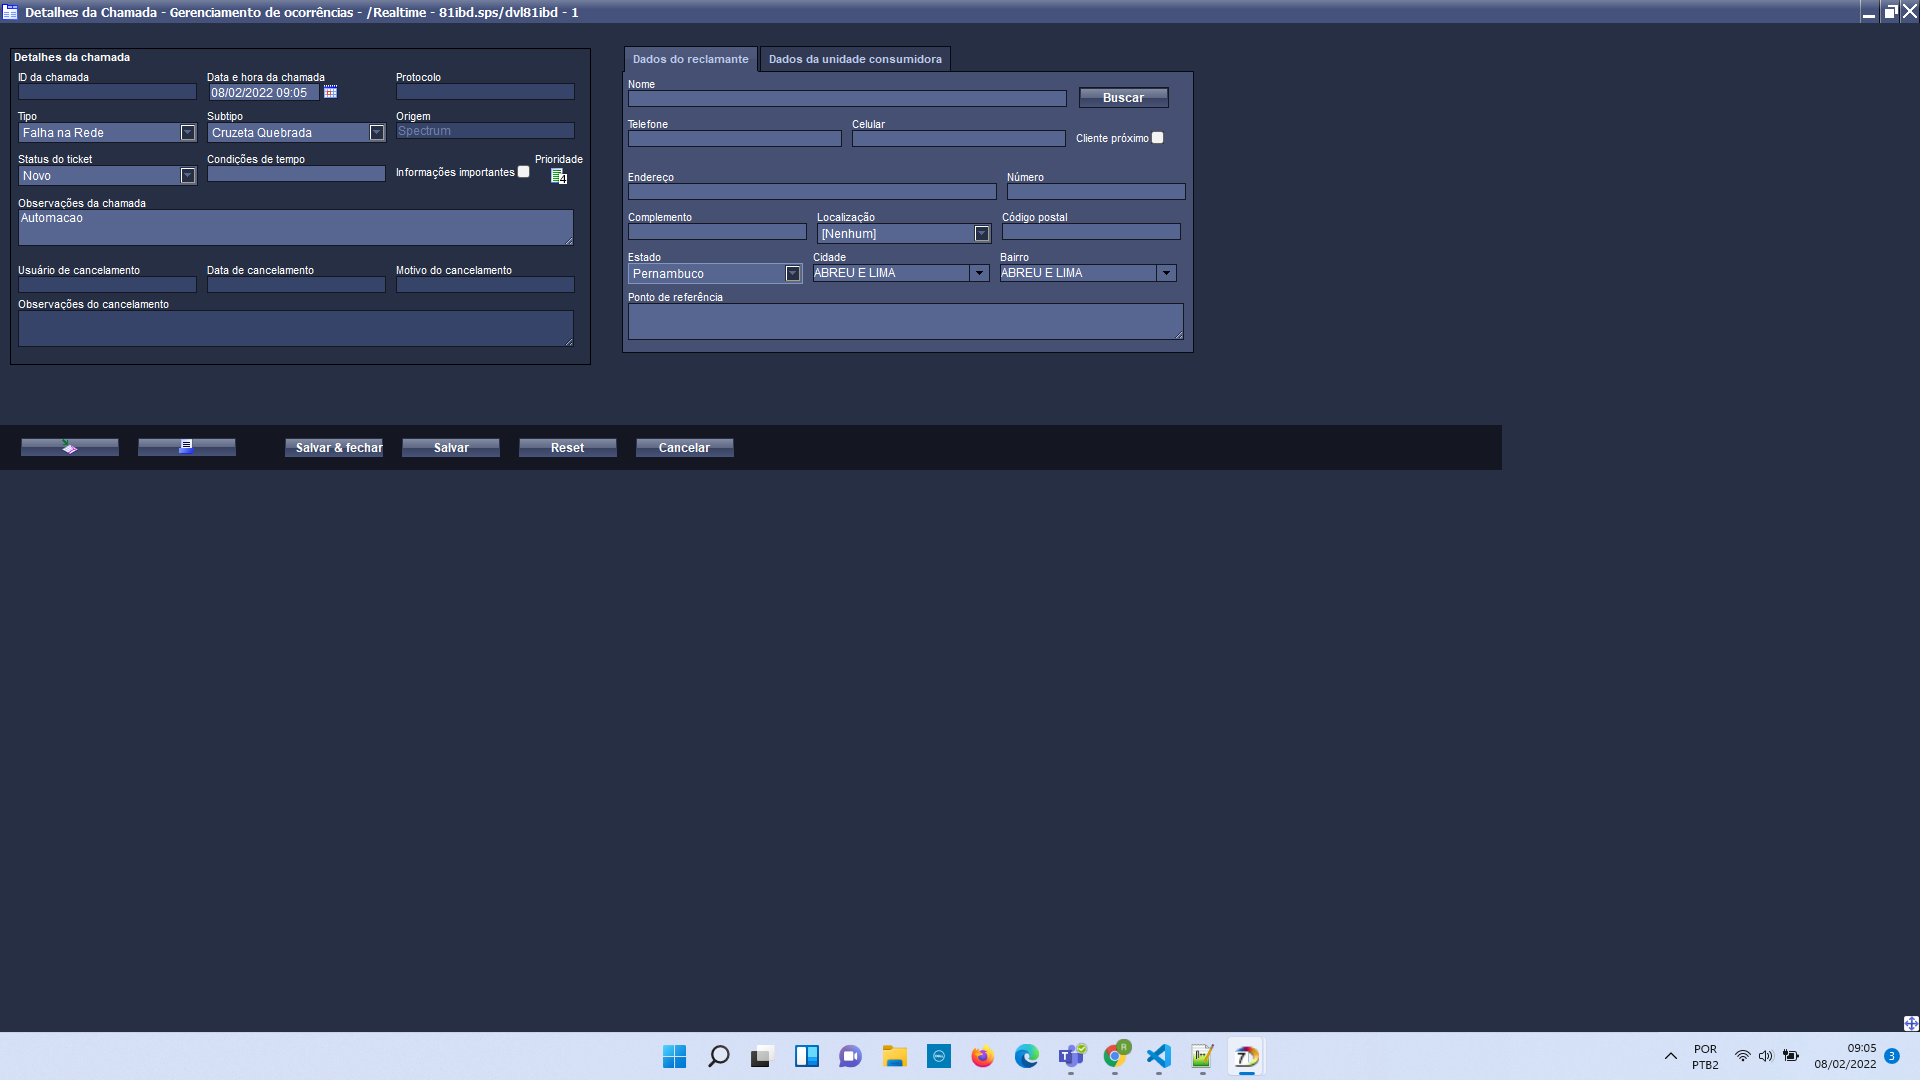 Detalhes da Chamada - Gerenciamento de ocorrências - /Realtime - 81ibd.sps/dvl81ibd - 1
Detalhes da chamada
ID da chamada
Data e hora da chamada
08/02/2022 09:05
Protocolo
Tipo
Falha na Rede
Subtipo
Cruzeta Quebrada
Origem
Spectrum
Status do ticket
Novo
Condições de tempo
Informações importantes
Prioridade
4
Observações da chamada
Automacao
Usuário de cancelamento
Data de cancelamento
Motivo do cancelamento
Observações do cancelamento
Dados do reclamante
Dados da unidade consumidora
Nome
Buscar
Telefone
Celular
Cliente próximo
Endereço
Número
Complemento
Localização
[Nenhum]
Código postal
Estado
Pernambuco
Cidade
ABREU E LIMA
Bairro
ABREU E LIMA
Ponto de referência
Salvar & fechar
Salvar
Reset
Cancelar
R
7
POR
PTB2
09:05
08/02/2022
3